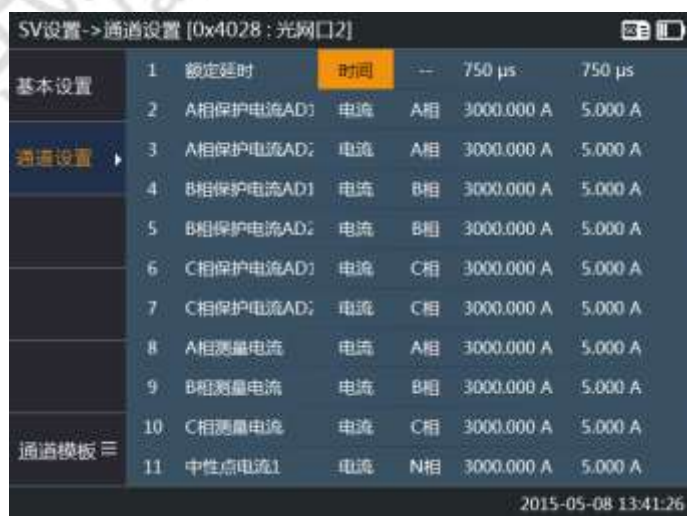 SV设置->通道设置 [0x4028 : 光网口2]
基本设置
通道设置
通道模板
1 额定延时 时间 -- 750 μs 750 μs
2 A相保护电流AD1 电流 A相 3000.000 A 5.000 A
3 A相保护电流AD2 电流 A相 3000.000 A 5.000 A
4 B相保护电流AD1 电流 B相 3000.000 A 5.000 A
5 B相保护电流AD2 电流 B相 3000.000 A 5.000 A
6 C相保护电流AD1 电流 C相 3000.000 A 5.000 A
7 C相保护电流AD2 电流 C相 3000.000 A 5.000 A
8 A相测量电流 电流 A相 3000.000 A 5.000 A
9 B相测量电流 电流 B相 3000.000 A 5.000 A
10 C相测量电流 电流 C相 3000.000 A 5.000 A
11 中性点电流1 电流 N相 3000.000 A 5.000 A
2015-05-08 13:41:26